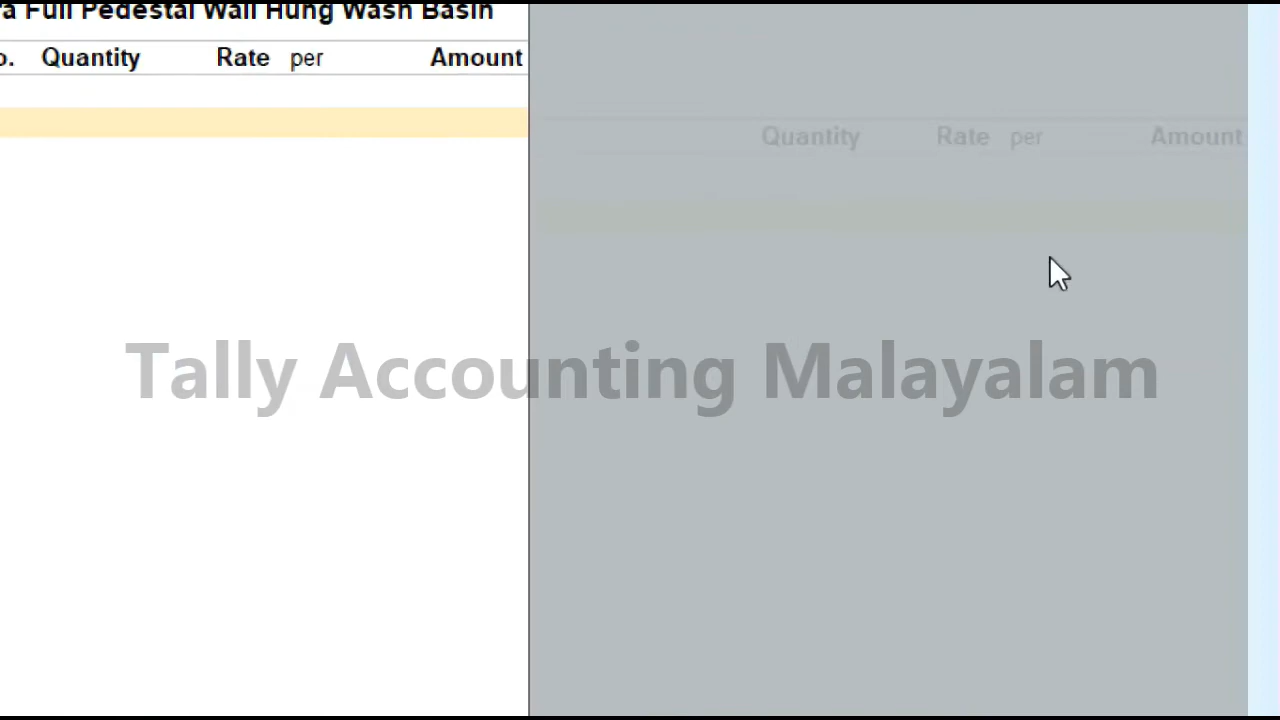 Full Pedestal Wall Hung Wash Basin
Quantity Rate per Amount
Quantity Rate per Amount
Tally Accounting Malayalam